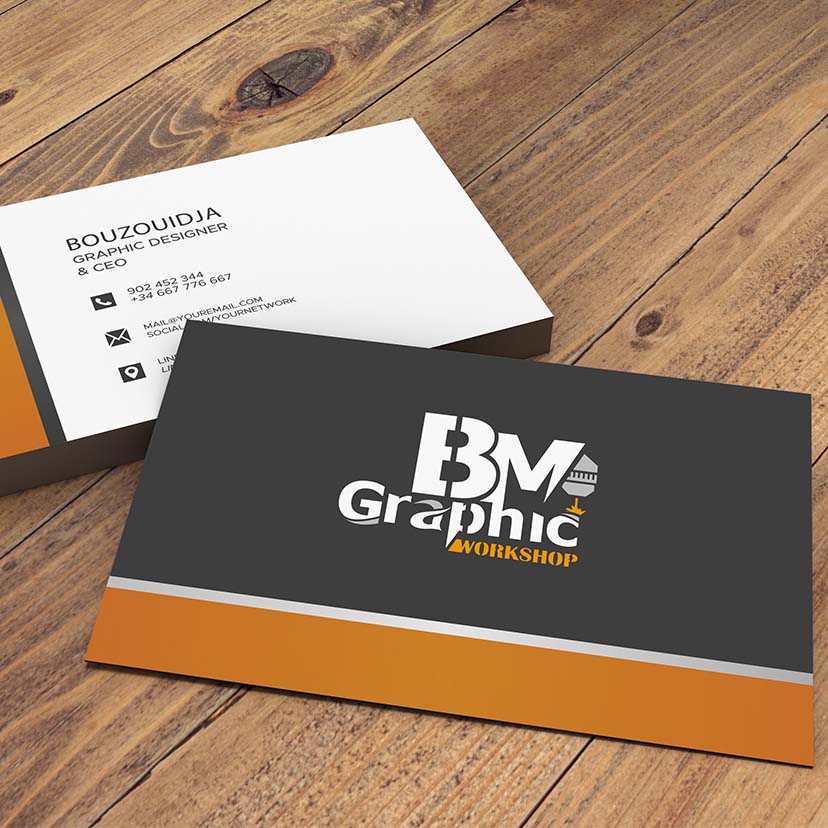 BOUZOUIDJA
GRAPHIC DESIGNER
& CEO
902 452 344
+34 667 776 667
MAIL@YOUREMAIL.COM
BM
Graphic
WORKSHOP